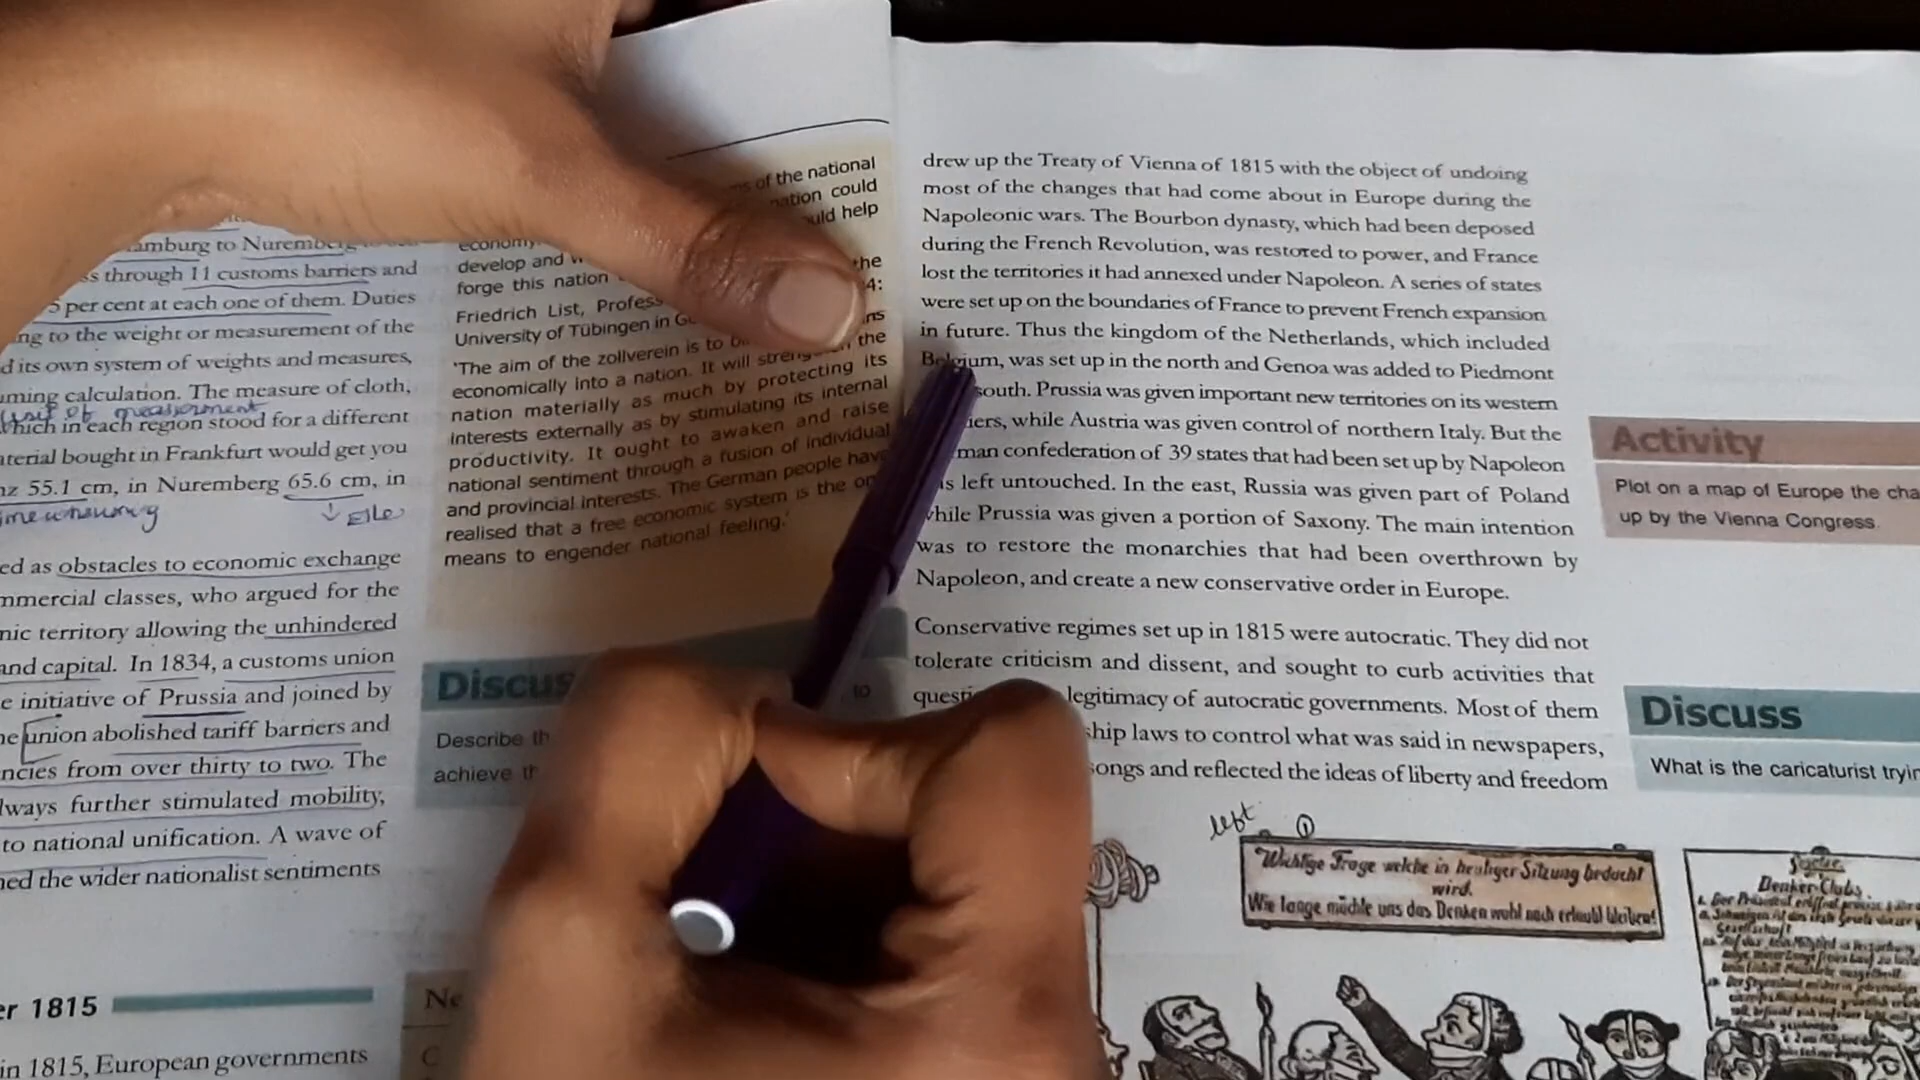 amburg to Nuremberg
ss through 11 customs barriers and
5 per cent at each one of them. Duties
ng to the weight or measurement of the
d its own system of weights and measures,
ming calculation. The measure of cloth,
unit of measurement
which in each region stood for a different
aterial bought in Frankfurt would get you
nz 55.1 cm, in Nuremberg 65.6 cm, in
ed as obstacles to economic exchange
mmercial classes, who argued for the
mic territory allowing the unhindered
and capital. In 1834, a customs union
e initiative of Prussia and joined by
he union abolished tariff barriers and
ncies from over thirty to two. The
lways further stimulated mobility,
to national unification. A wave of
ned the wider nationalist sentiments
er 1815
in 1815, European governments
ms of the national
nation could
uld help
economy.
develop and
the
forge this nation
4:
Friedrich List, Profess
University of Tübingen in G
ns
'The aim of the zollverein is to b the
economically into a nation. It will streng the
nation materially as much by protecting its
interests externally as by stimulating its internal
productivity. It ought to awaken and raise
national sentiment through a fusion of individual
and provincial interests. The German people have
realised that a free economic system is the on
means to engender national feeling.'
Discus
to
Describe th
achieve th
Ne
C
drew up the Treaty of Vienna of 1815 with the object of undoing
most of the changes that had come about in Europe during the
Napoleonic wars. The Bourbon dynasty, which had been deposed
during the French Revolution, was restored to power, and France
lost the territories it had annexed under Napoleon. A series of states
were set up on the boundaries of France to prevent French expansion
in future. Thus the kingdom of the Netherlands, which included
Belgium, was set up in the north and Genoa was added to Piedmont
south. Prussia was given important new territories on its western
iers, while Austria was given control of northern Italy. But the
man confederation of 39 states that had been set up by Napoleon
s left untouched. In the east, Russia was given part of Poland
while Prussia was given a portion of Saxony. The main intention
was to restore the monarchies that had been overthrown by
Napoleon, and create a new conservative order in Europe.
Conservative regimes set up in 1815 were autocratic. They did not
tolerate criticism and dissent, and sought to curb activities that
questi legitimacy of autocratic governments. Most of them
ship laws to control what was said in newspapers,
songs and reflected the ideas of liberty and freedom
left ①
Wichtige Frage welche in heutiger Sitzung bedacht
wird.
Wie lange möchte uns das Denken wohl noch erlaubt bleiben?
Denker-Clubs.
Activity
Plot on a map of Europe the cha
up by the Vienna Congress.
Discuss
What is the caricaturist tryin